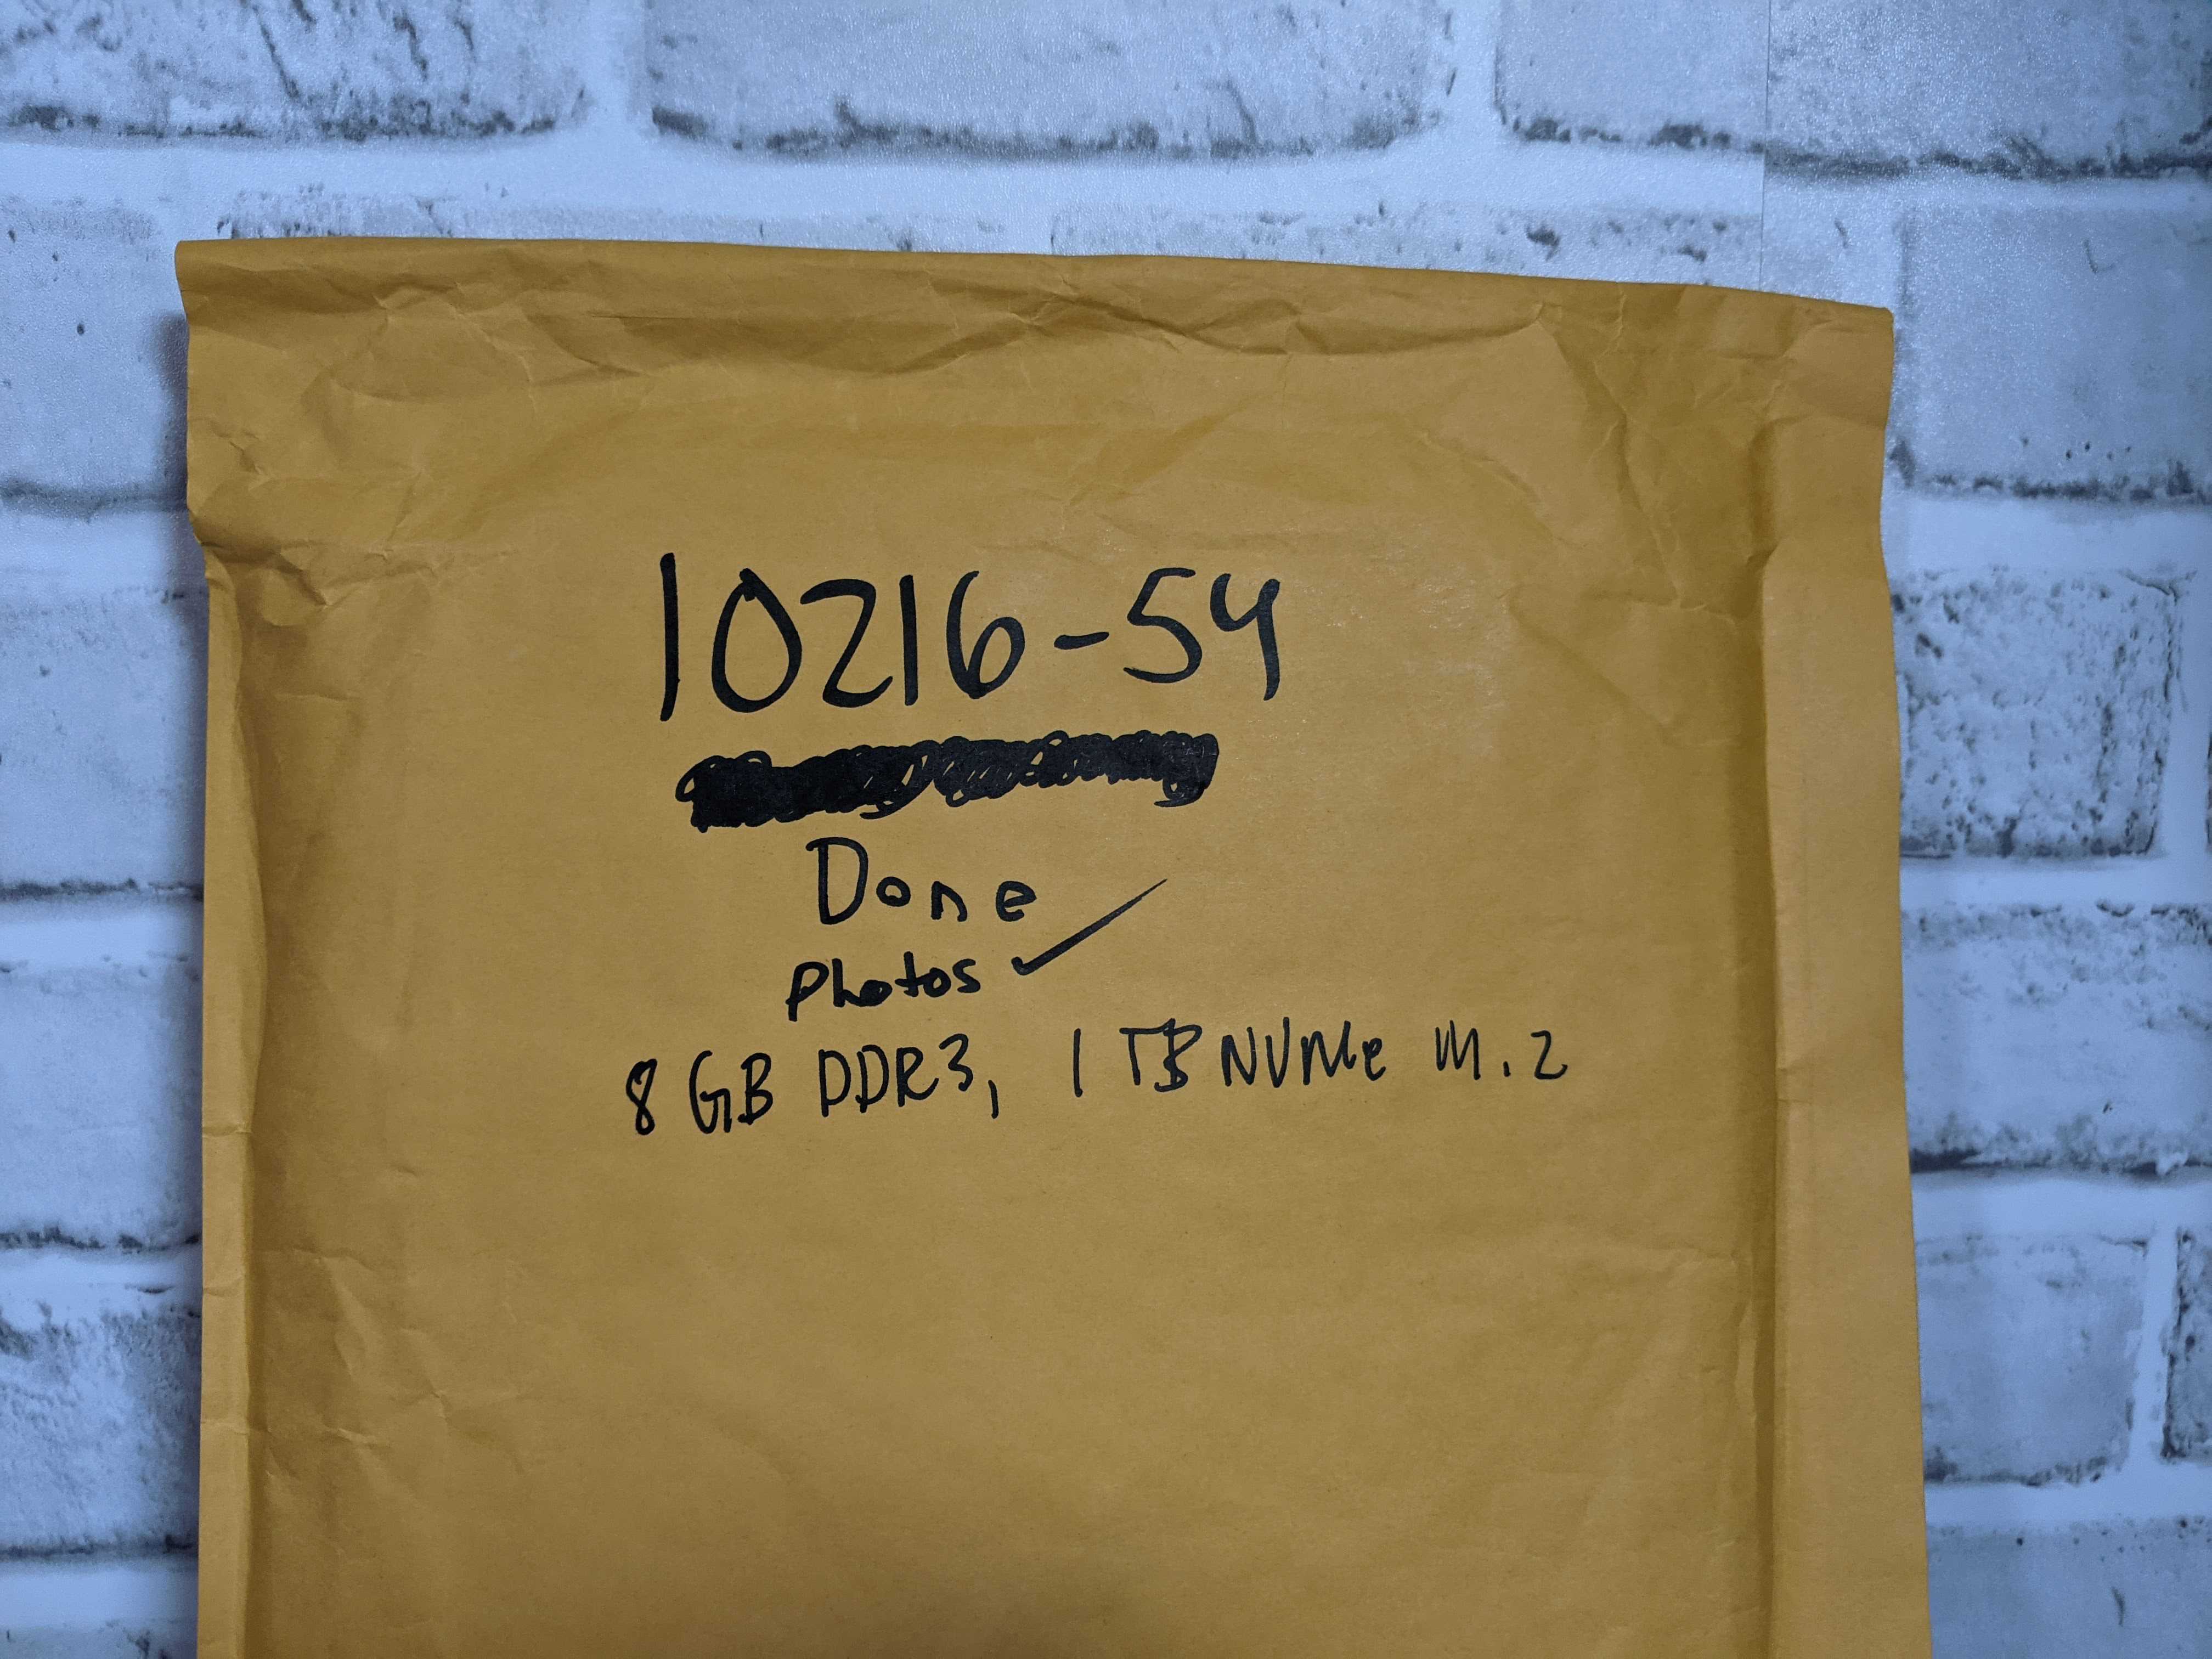 10216-54
Done
Photos ✓
8 GB DDR3, 1 TB NVMe M.2